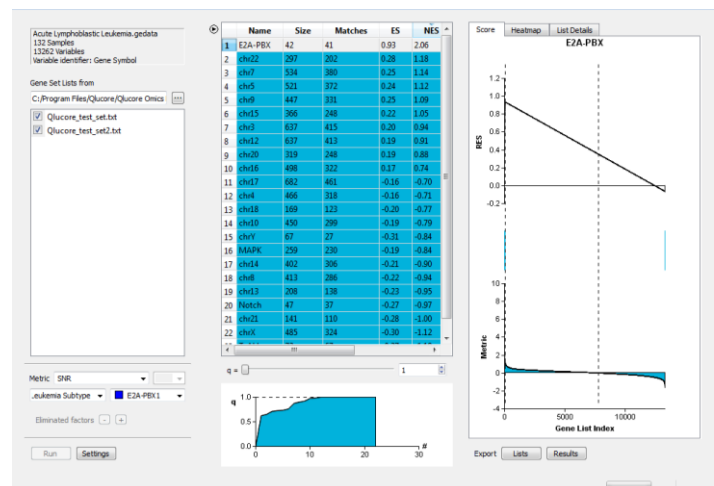 Acute Lymphoblastic Leukemia.gedata
132 Samples
13262 Variables
Variable identifier: Gene Symbol
Gene Set Lists from
C:/Program Files/Qlucore/Qlucore Omics ...
Qlucore_test_set.txt
Qlucore_test_set2.txt
Metric SNR
.eukemia Subtype E2A-PBX1
Eliminated factors - +
Run Settings
Name Size Matches ES NES
1 E2A-PBX 42 41 0.93 2.06
2 chr22 297 202 0.28 1.18
3 chr7 534 380 0.25 1.14
4 chr5 521 372 0.24 1.12
5 chr9 447 331 0.25 1.09
6 chr15 366 248 0.22 1.05
7 chr3 637 415 0.20 0.94
8 chr12 637 413 0.19 0.91
9 chr20 319 248 0.19 0.88
10 chr16 498 322 0.17 0.74
11 chr17 682 461 -0.16 -0.70
12 chr4 466 318 -0.16 -0.71
13 chr18 169 123 -0.20 -0.77
14 chr10 450 299 -0.19 -0.79
15 chrY 67 27 -0.31 -0.84
16 MAPK 259 230 -0.19 -0.84
17 chr14 402 306 -0.21 -0.90
18 chr8 413 286 -0.22 -0.94
19 chr13 208 138 -0.23 -0.95
20 Notch 47 37 -0.27 -0.97
21 chr21 141 110 -0.28 -1.00
22 chrX 485 324 -0.30 -1.12
q = 1
q
1.0
0.5
0.0
0 10 20 30
#
Score Heatmap List Details
E2A-PBX
RES
1.2
1.0
0.8
0.6
0.4
0.2
0.0
-0.2
Metric
10
8
6
4
2
0
-2
-4
0 5000 10000
Gene List Index
Export Lists Results